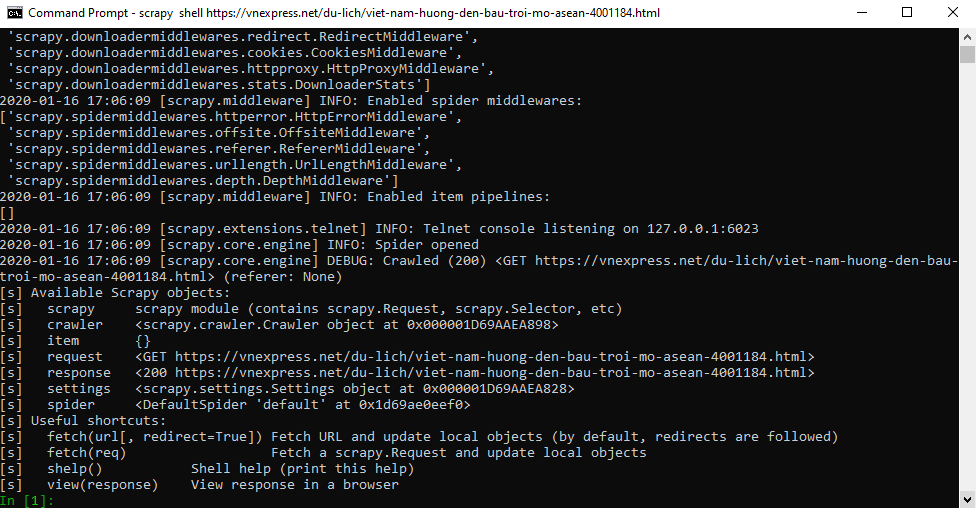 Command Prompt - scrapy  shell https://vnexpress.net/du-lich/viet-nam-huong-den-bau-troi-mo-asean-4001184.html
 'scrapy.downloadermiddlewares.redirect.RedirectMiddleware',
 'scrapy.downloadermiddlewares.cookies.CookiesMiddleware',
 'scrapy.downloadermiddlewares.httpproxy.HttpProxyMiddleware',
 'scrapy.downloadermiddlewares.stats.DownloaderStats']
2020-01-16 17:06:09 [scrapy.middleware] INFO: Enabled spider middlewares:
['scrapy.spidermiddlewares.httperror.HttpErrorMiddleware',
 'scrapy.spidermiddlewares.offsite.OffsiteMiddleware',
 'scrapy.spidermiddlewares.referer.RefererMiddleware',
 'scrapy.spidermiddlewares.urllength.UrlLengthMiddleware',
 'scrapy.spidermiddlewares.depth.DepthMiddleware']
2020-01-16 17:06:09 [scrapy.middleware] INFO: Enabled item pipelines:
[]
2020-01-16 17:06:09 [scrapy.extensions.telnet] INFO: Telnet console listening on 127.0.0.1:6023
2020-01-16 17:06:09 [scrapy.core.engine] INFO: Spider opened
2020-01-16 17:06:09 [scrapy.core.engine] DEBUG: Crawled (200) <GET https://vnexpress.net/du-lich/viet-nam-huong-den-bau-
troi-mo-asean-4001184.html> (referer: None)
[s] Available Scrapy objects:
[s]   scrapy     scrapy module (contains scrapy.Request, scrapy.Selector, etc)
[s]   crawler    <scrapy.crawler.Crawler object at 0x000001D69AAEA898>
[s]   item       {}
[s]   request    <GET https://vnexpress.net/du-lich/viet-nam-huong-den-bau-troi-mo-asean-4001184.html>
[s]   response   <200 https://vnexpress.net/du-lich/viet-nam-huong-den-bau-troi-mo-asean-4001184.html>
[s]   settings   <scrapy.settings.Settings object at 0x000001D69AAEA828>
[s]   spider     <DefaultSpider 'default' at 0x1d69ae0eef0>
[s] Useful shortcuts:
[s]   fetch(url[, redirect=True]) Fetch URL and update local objects (by default, redirects are followed)
[s]   fetch(req)                  Fetch a scrapy.Request and update local objects
[s]   shelp()           Shell help (print this help)
[s]   view(response)    View response in a browser
In [1]: